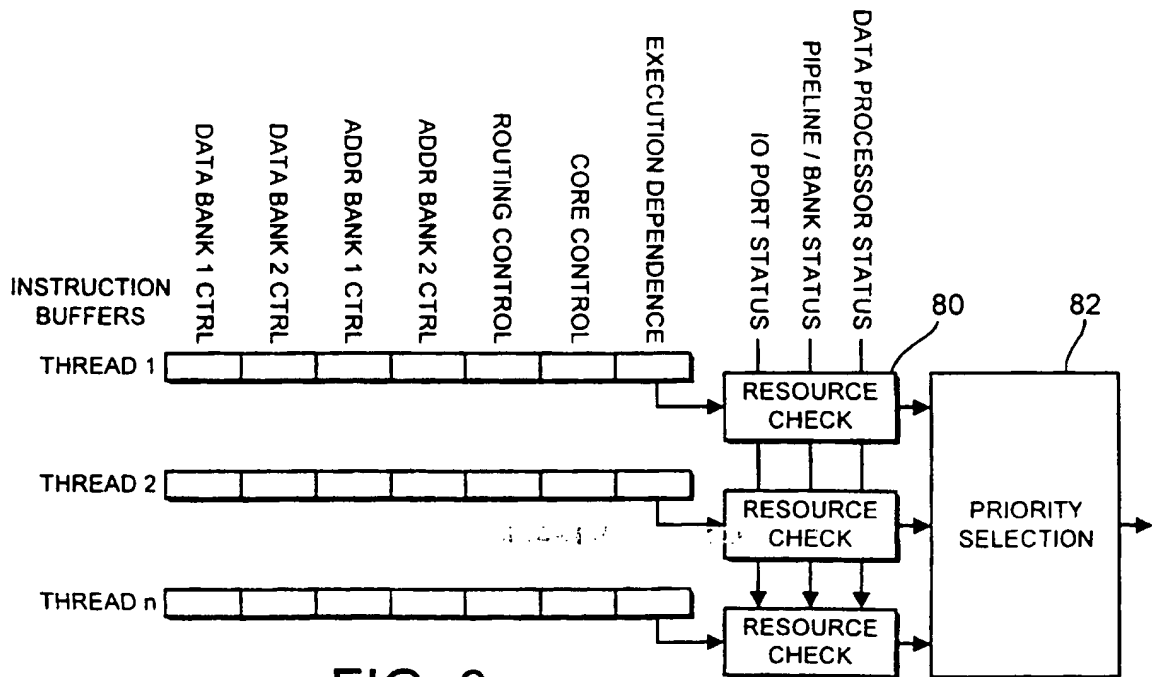 DATA BANK 1 CTRL
DATA BANK 2 CTRL
ADDR BANK 1 CTRL
ADDR BANK 2 CTRL
ROUTING CONTROL
CORE CONTROL
EXECUTION DEPENDENCE
IO PORT STATUS
PIPELINE / BANK STATUS
DATA PROCESSOR STATUS
INSTRUCTION
BUFFERS
80
82
THREAD 1
RESOURCE
CHECK
THREAD 2
RESOURCE
CHECK
PRIORITY
SELECTION
THREAD n
RESOURCE
CHECK